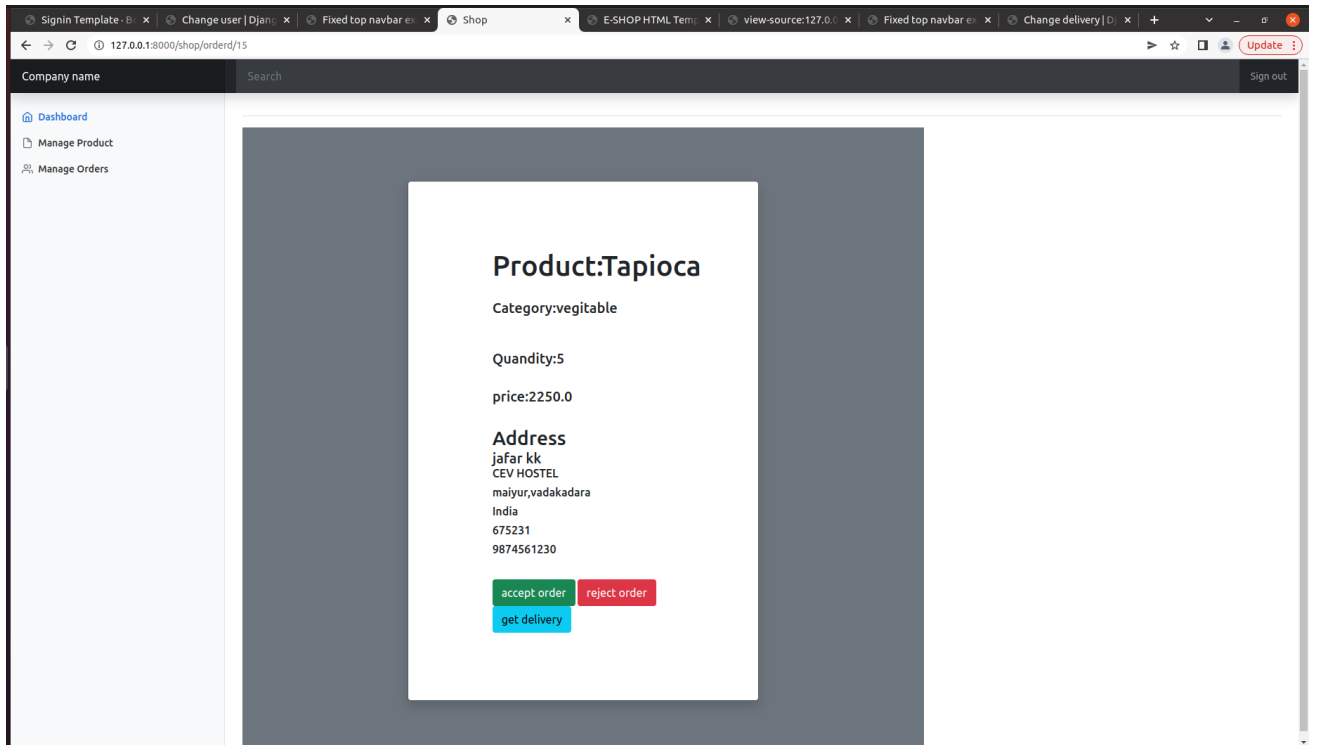 Signin Template · Bo
Change user | Djang
Fixed top navbar ex
Shop
E-SHOP HTML Temp
view-source:127.0.0
Fixed top navbar ex
Change delivery | Dj
127.0.0.1:8000/shop/orderd/15
Update
Company name
Search
Sign out
Dashboard
Manage Product
Manage Orders
Product:Tapioca
Category:vegitable
Quandity:5
price:2250.0
Address
jafar kk
CEV HOSTEL
maiyur,vadakadara
India
675231
9874561230
accept order reject order
get delivery